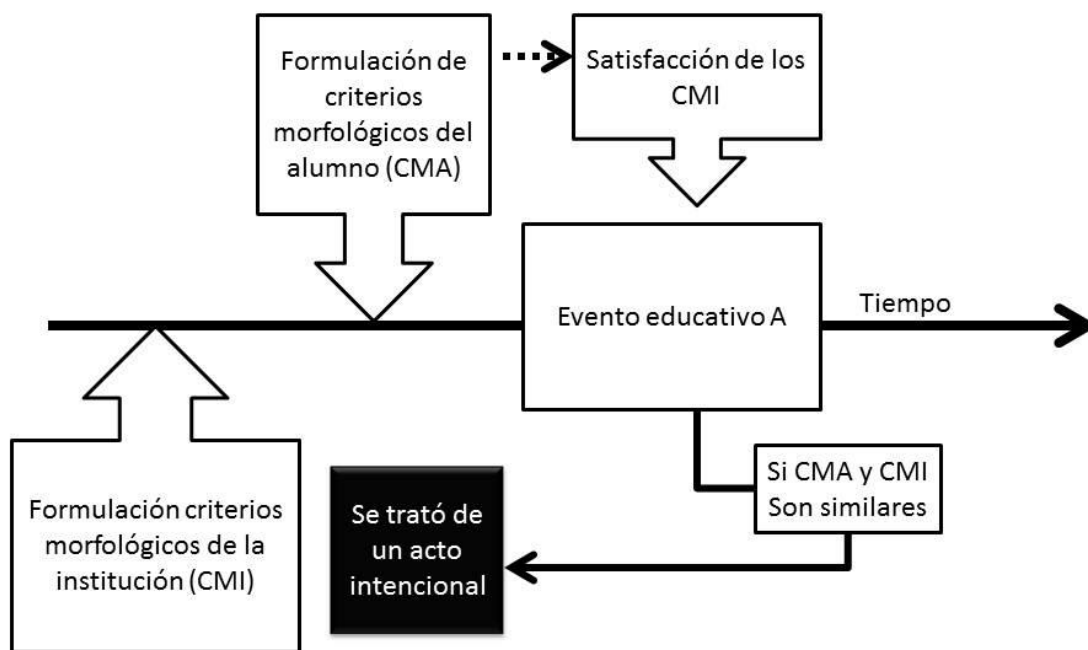 Formulación de
criterios
morfológicos del
alumno (CMA)
Satisfacción de los
CMI
Evento educativo A
Tiempo
Formulación criterios
morfológicos de la
institución (CMI)
Se trató de
un acto
intencional
Si CMA y CMI
Son similares